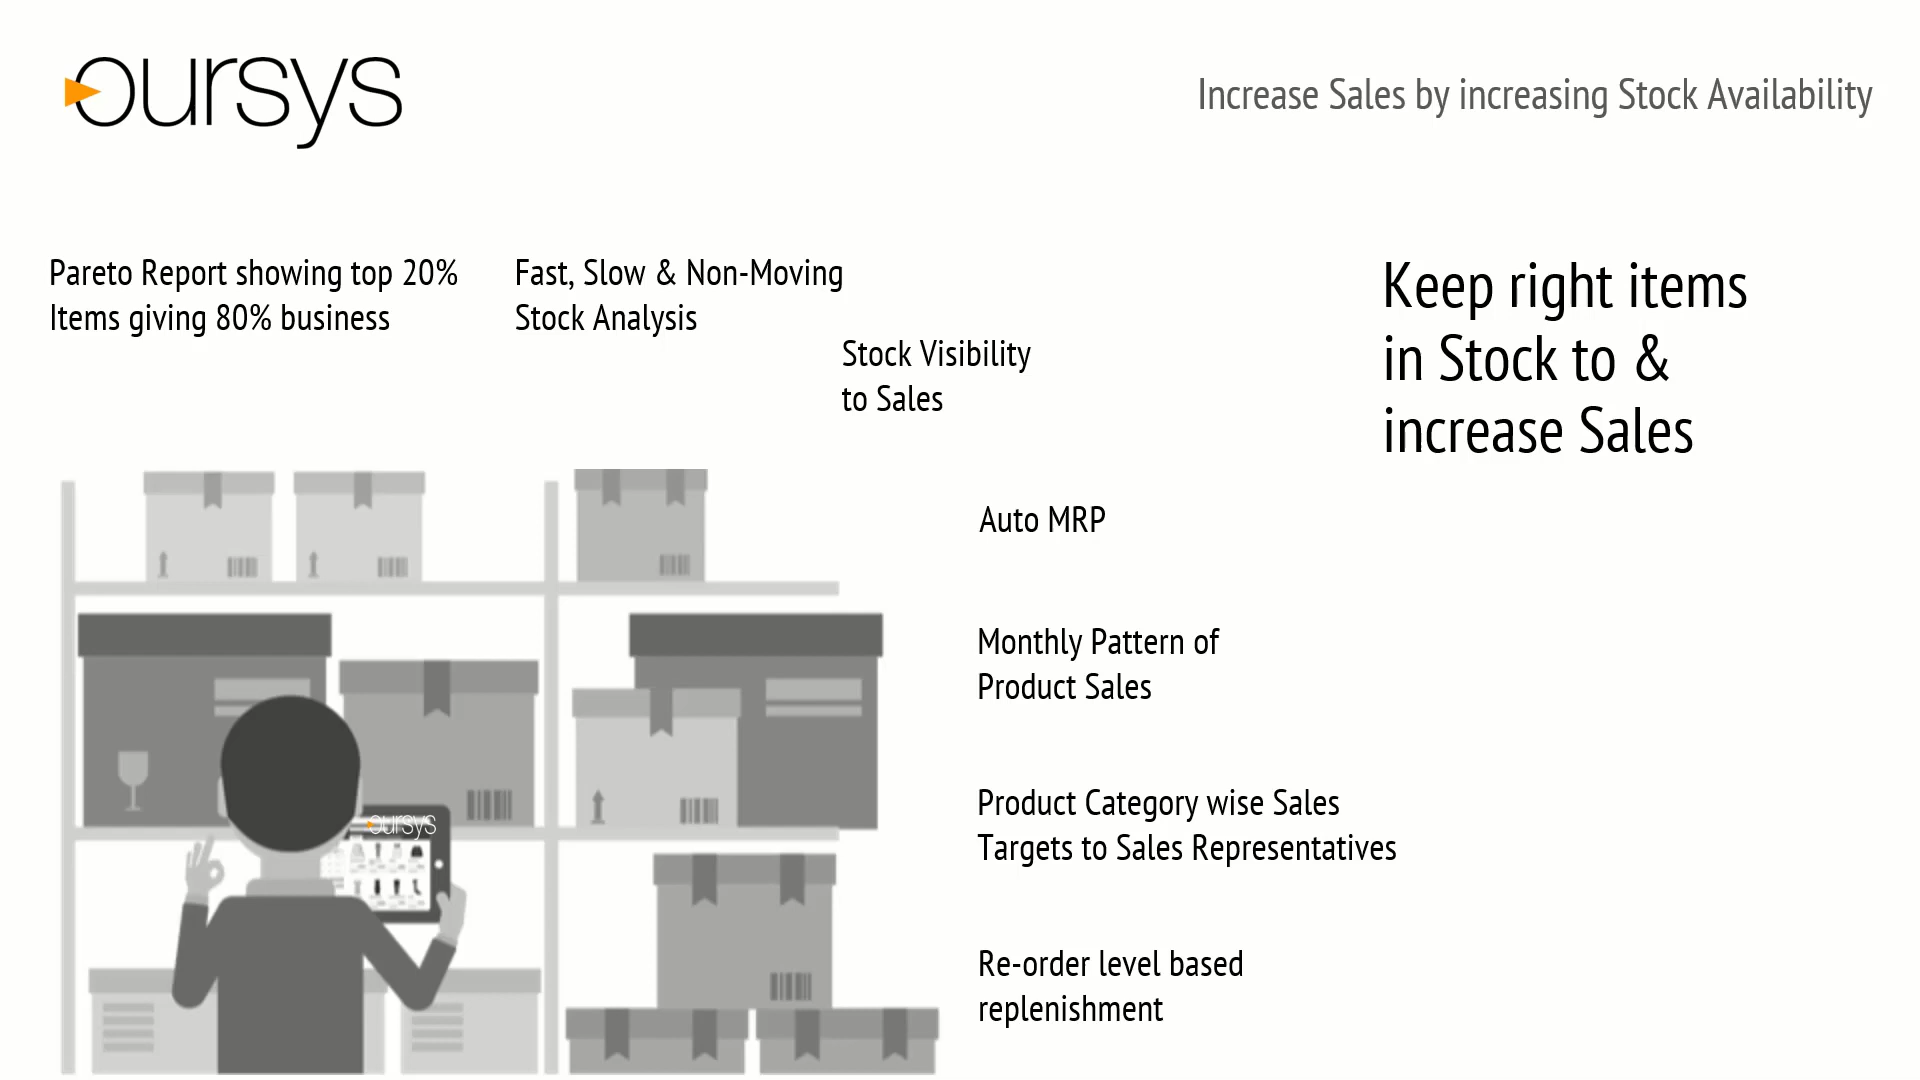 oursys
Increase Sales by increasing Stock Availability
Pareto Report showing top 20%
Items giving 80% business
Fast, Slow & Non-Moving
Stock Analysis
Stock Visibility
to Sales
Keep right items
in Stock to &
increase Sales
Auto MRP
Monthly Pattern of
Product Sales
Product Category wise Sales
Targets to Sales Representatives
Re-order level based
replenishment
oursys